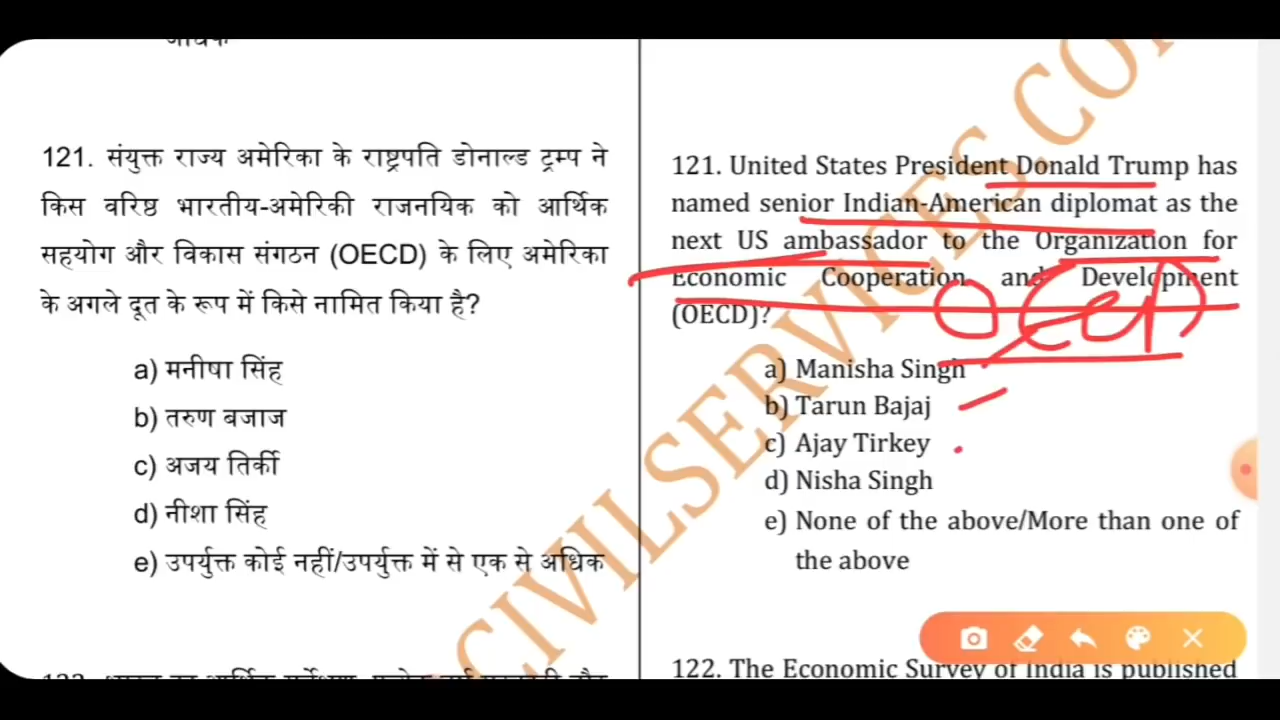 अधिक
121. संयुक्त राज्य अमेरिका के राष्ट्रपति डोनाल्ड ट्रम्प ने
किस वरिष्ठ भारतीय-अमेरिकी राजनयिक को आर्थिक
सहयोग और विकास संगठन (OECD) के लिए अमेरिका
के अगले दूत के रूप में किसे नामित किया है?
a) मनीषा सिंह
b) तरुण बजाज
c) अजय तिर्की
d) नीशा सिंह
e) उपर्युक्त कोई नहीं/उपर्युक्त में से एक से अधिक
121. United States President Donald Trump has
named senior Indian-American diplomat as the
next US ambassador to the Organization for
Economic Cooperation and Development
(OECD)?
a) Manisha Singh
b) Tarun Bajaj
c) Ajay Tirkey
d) Nisha Singh
e) None of the above/More than one of
the above
122. The Economic Survey of India is published
CIVILSERVICES.COM